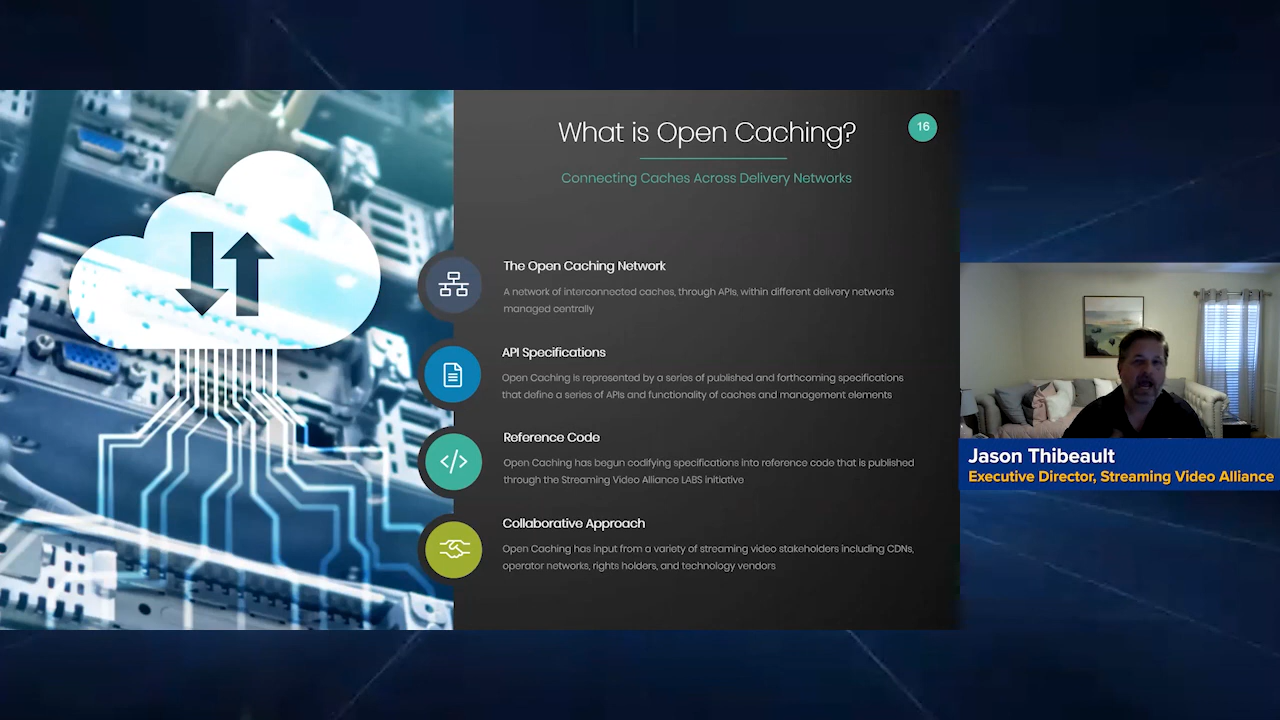 What is Open Caching?
16
Connecting Caches Across Delivery Networks
The Open Caching Network
A network of interconnected caches, through APIs, within different delivery networks
managed centrally
API Specifications
Open Caching is represented by a series of published and forthcoming specifications
that define a series of APIs and functionality of caches and management elements
Reference Code
Open Caching has begun codifying specifications into reference code that is published
through the Streaming Video Alliance LABS initiative
Collaborative Approach
Open Caching has input from a variety of streaming video stakeholders including CDNs,
operator networks, rights holders, and technology vendors
Jason Thibeault
Executive Director, Streaming Video Alliance